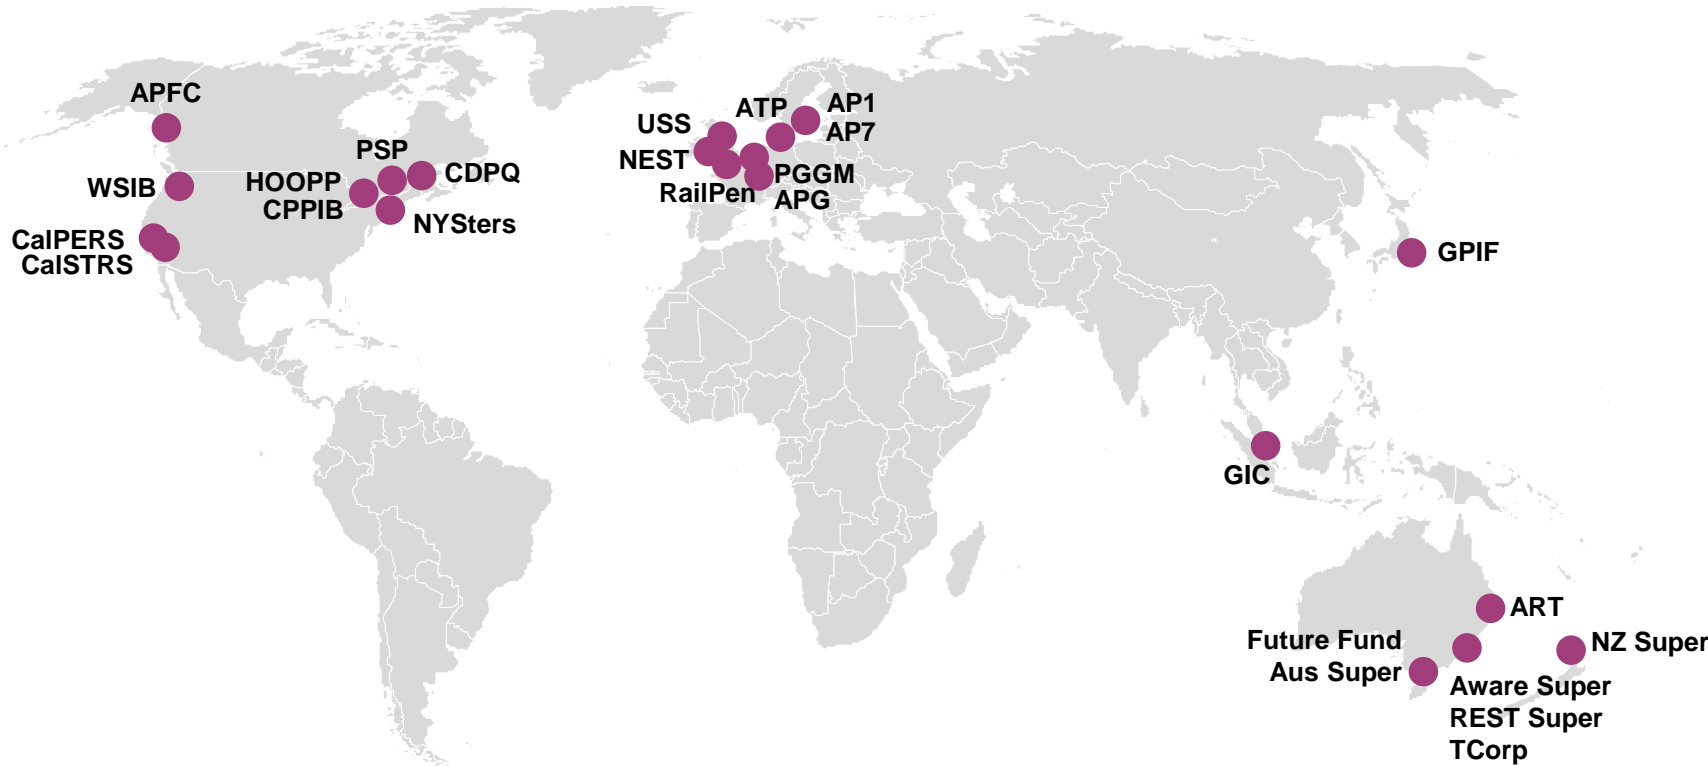 APFC
WSIB
CalPERS
CalSTRS
PSP
HOOPP
CPPIB
CDPQ
NYSters
USS
NEST
RailPen
ATP
AP1
AP7
PGGM
APG
GPIF
GIC
ART
Future Fund
Aus Super
NZ Super
Aware Super
REST Super
TCorp